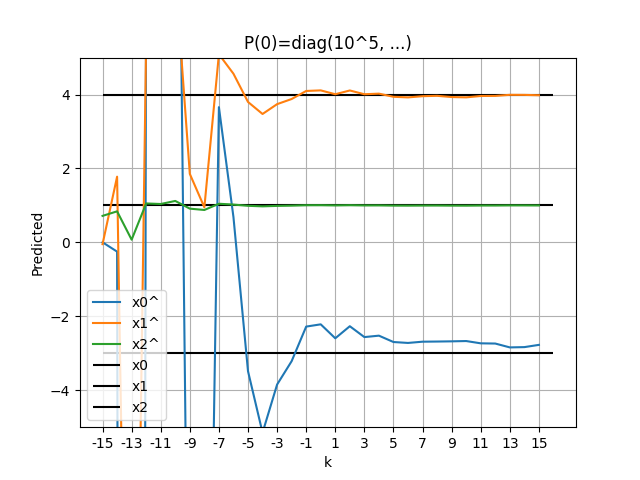 P(0)=diag(10^5, ...)
Predicted
4
2
0
−2
−4
x0^
x1^
x2^
x0
x1
x2
-15 -13 -11 -9 -7 -5 -3 -1 1 3 5 7 9 11 13 15
k